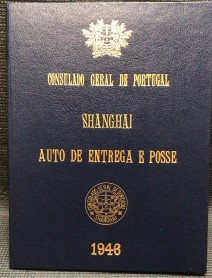 CONSULADO GERAL DE PORTUGAL
SHANGHAI
AUTO DE ENTREGA E POSSE
1946